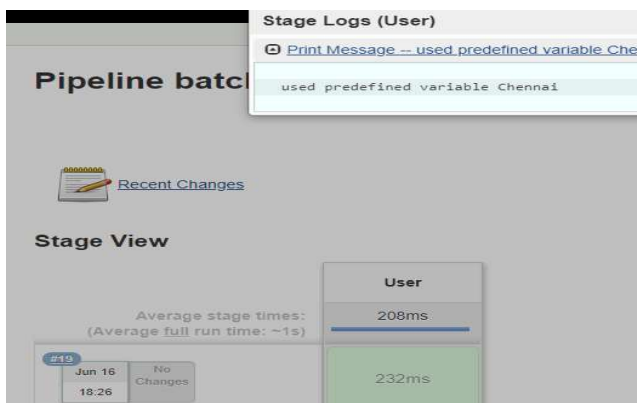 Stage Logs (User)
Print Message -- used predefined variable Che
used predefined variable Chennai
Pipeline batc
Recent Changes
Stage View
User
Average stage times:
(Average full run time: ~1s)
208ms
#19
Jun 16
18:26
No
Changes
232ms